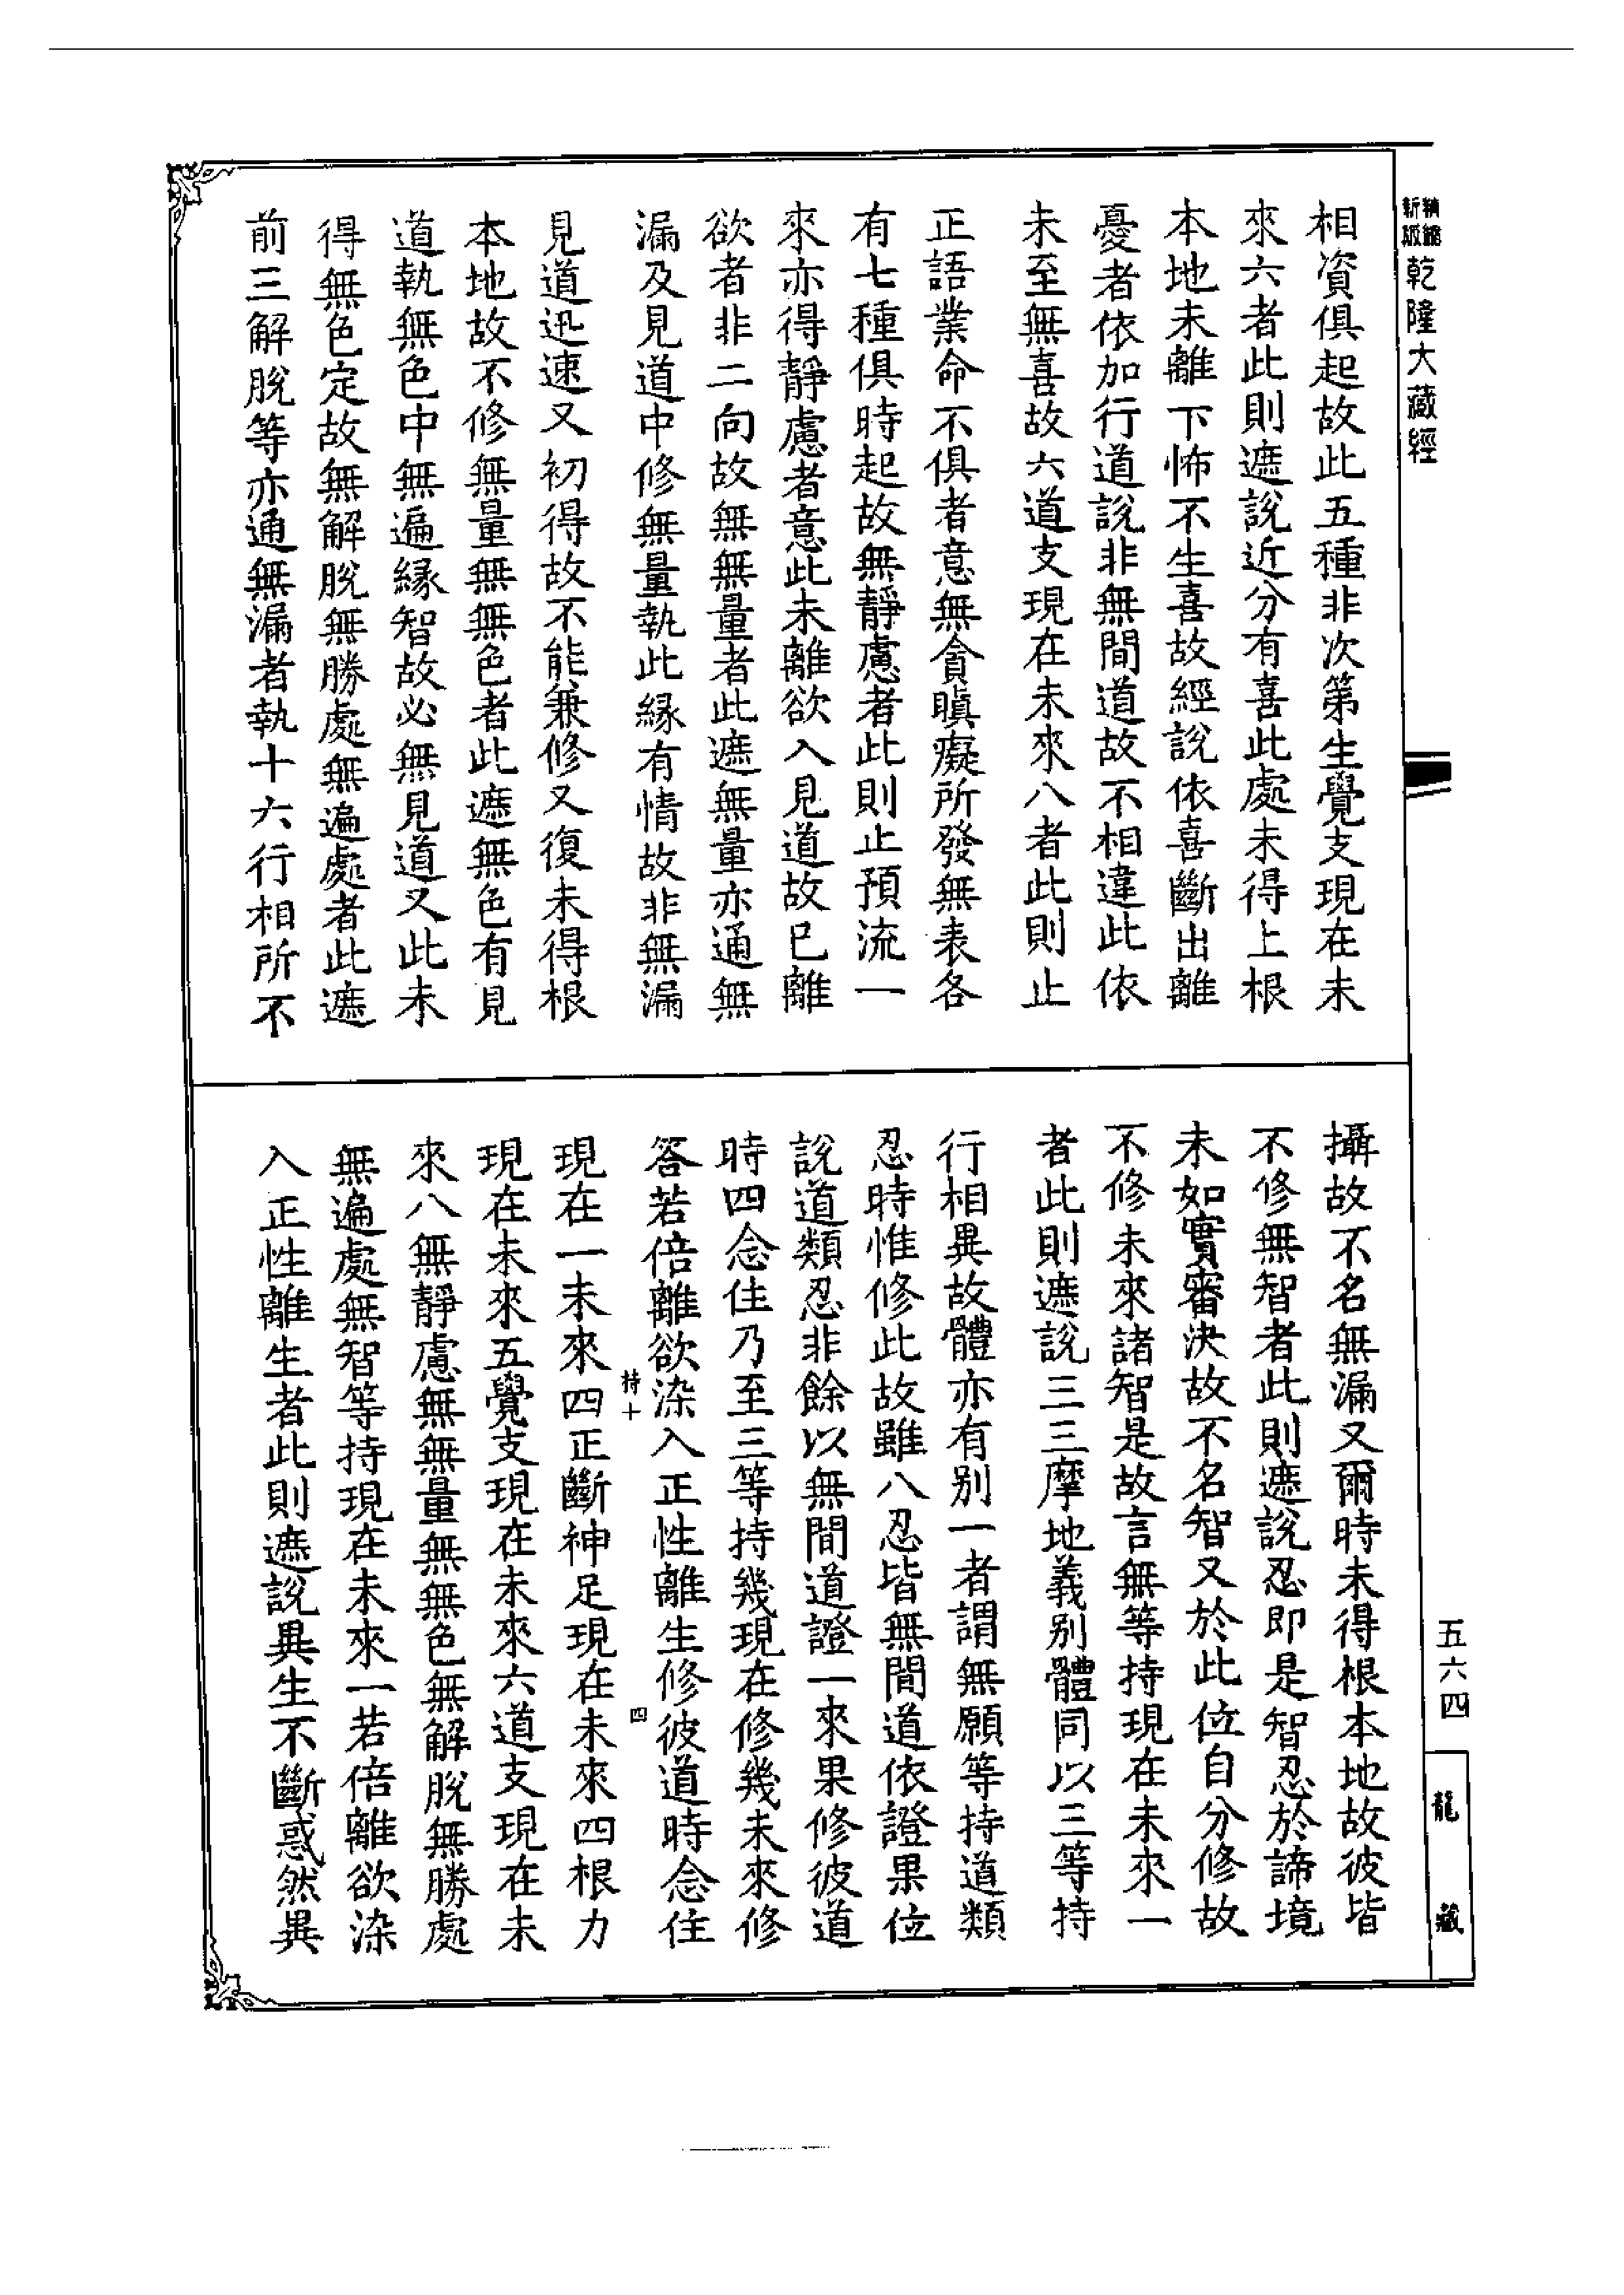 新編
縮版
乾隆大藏經
相資俱起故此五種非次第生覺支現在未
來六者此則遮說近分有喜此處未得上根
本地未離下怖不生喜故經說依喜斷出離
憂者依加行道說非無間道故不相違此依
未至無喜故六道支現在未來八者此則止
正語業命不俱者意無貪瞋癡所發無表各
有七種俱時起故無靜慮者此則止預流一
來亦得靜慮者意此未離欲入見道故已離
欲者非二向故無無量者此遮無量亦通無
漏及見道中修無量執此緣有情故非無漏
見道迅速又初得故不能兼修又復未得根
本地故不修無量無無色者此遮無色有見
道執無色中無遍緣智故必無見道又此未
得無色定故無解脫無勝處無遍處者此遮
前三解脫等亦通無漏者執十六行相所不
攝故不名無漏又爾時未得根本地故彼皆
不修無智者此則遮說忍即是智忍於諦境
未如實審決故不名智又於此位自分修故
不修未來諸智是故言無等持現在未來一
者此則遮說三三摩地義別體同以三等持
行相異故體亦有別一者謂無願等持道類
忍時惟修此故雖八忍皆無間道依證果位
說道類忍非餘以無間道證一來果修彼道
時四念住乃至三等持幾現在修幾未來修
答若倍離欲染入正性離生修彼道時念住
持十
四
現在一未來四正斷神足現在未來四根力
現在未來五覺支現在未來六道支現在未
來八無靜慮無無量無無色無解脫無勝處
無遍處無智等持現在未來一若倍離欲染
入正性離生者此則遮說異生不斷惑然異
五六四
龍藏